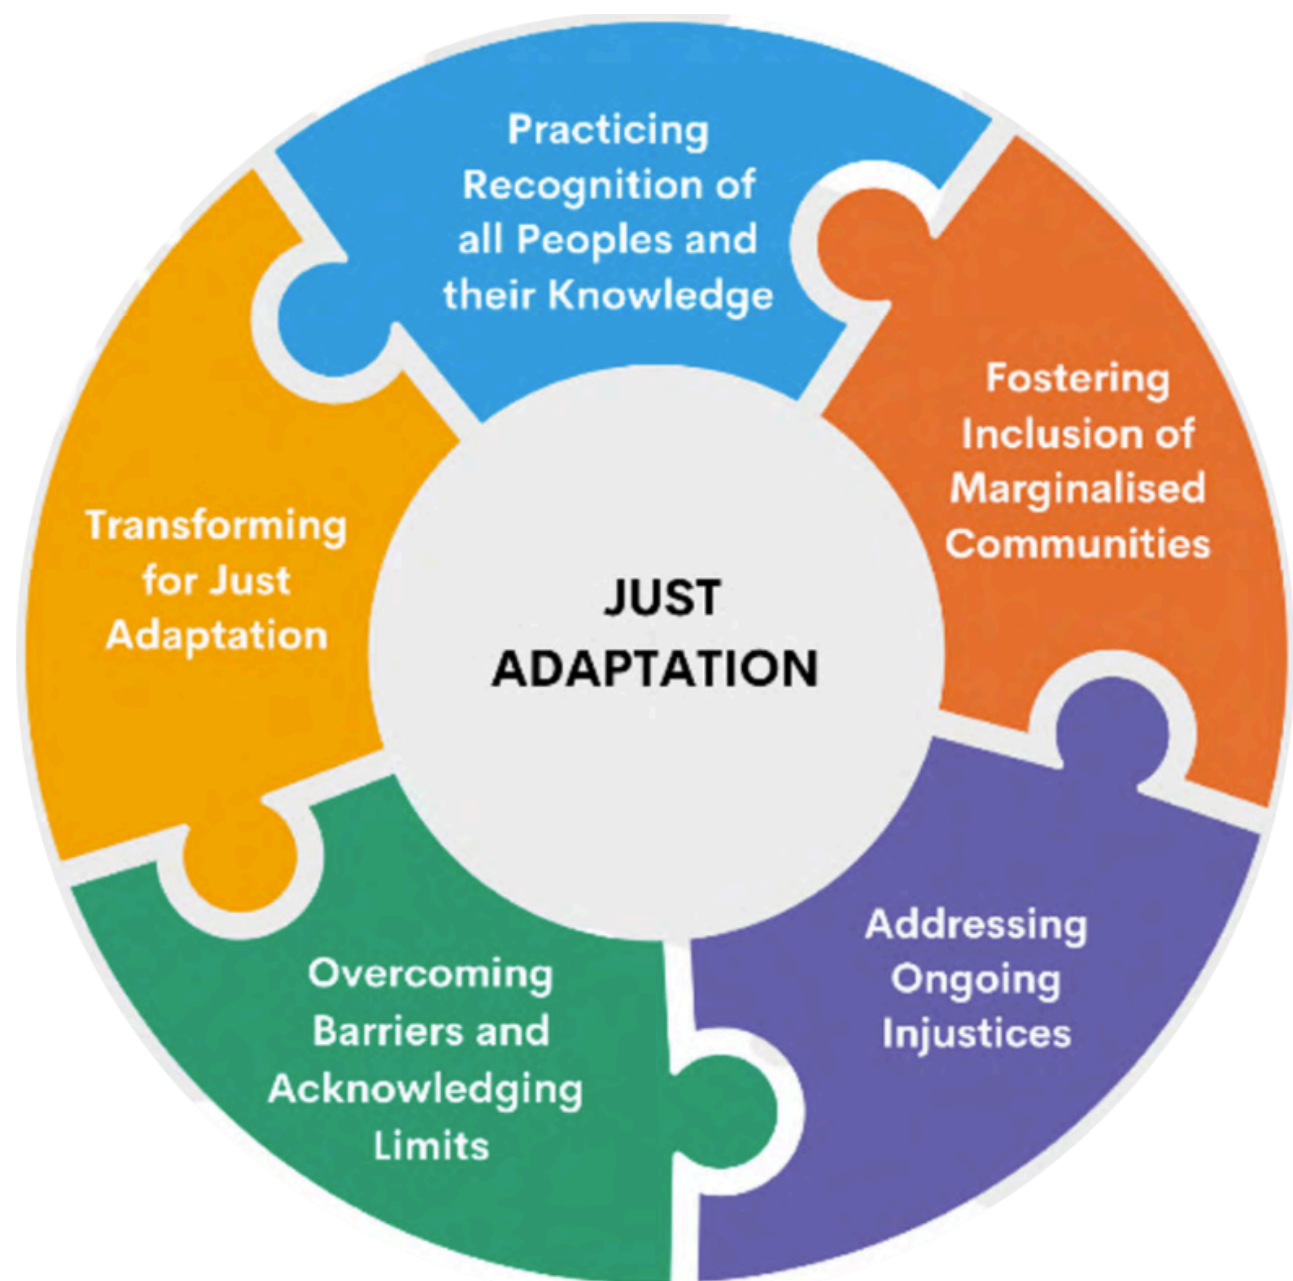 Practicing
Recognition of
all Peoples and
their Knowledge
Fostering
Inclusion of
Marginalised
Communities
Addressing
Ongoing
Injustices
Overcoming
Barriers and
Acknowledging
Limits
Transforming
for Just
Adaptation
JUST
ADAPTATION